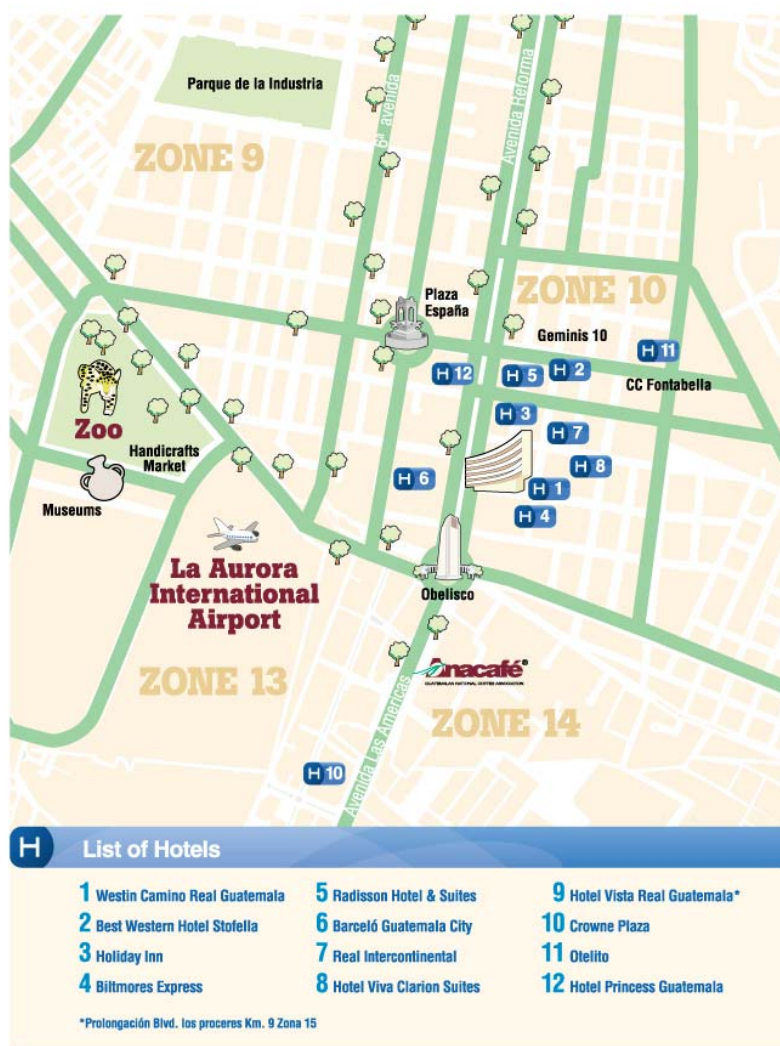 Parque de la Industria
6ª avenida
Avenida Reforma
ZONE 9
Plaza
España
ZONE 10
Geminis 10
H 11
H 12
H 5
H 2
CC Fontabella
H 3
Zoo
H 7
Handicrafts
Market
H 8
H 6
H 1
Museums
H 4
La Aurora
International
Airport
Obelisco
Anacafé®
GUATEMALAN NATIONAL COFFEE ASSOCIATION
ZONE 13
ZONE 14
Avenida Las Americas
H 10
H List of Hotels
1 Westin Camino Real Guatemala
2 Best Western Hotel Stofella
3 Holiday Inn
4 Biltmores Express
5 Radisson Hotel & Suites
6 Barceló Guatemala City
7 Real Intercontinental
8 Hotel Viva Clarion Suites
9 Hotel Vista Real Guatemala*
10 Crowne Plaza
11 Otelito
12 Hotel Princess Guatemala
*Prolongación Blvd. los proceres Km. 9 Zona 15